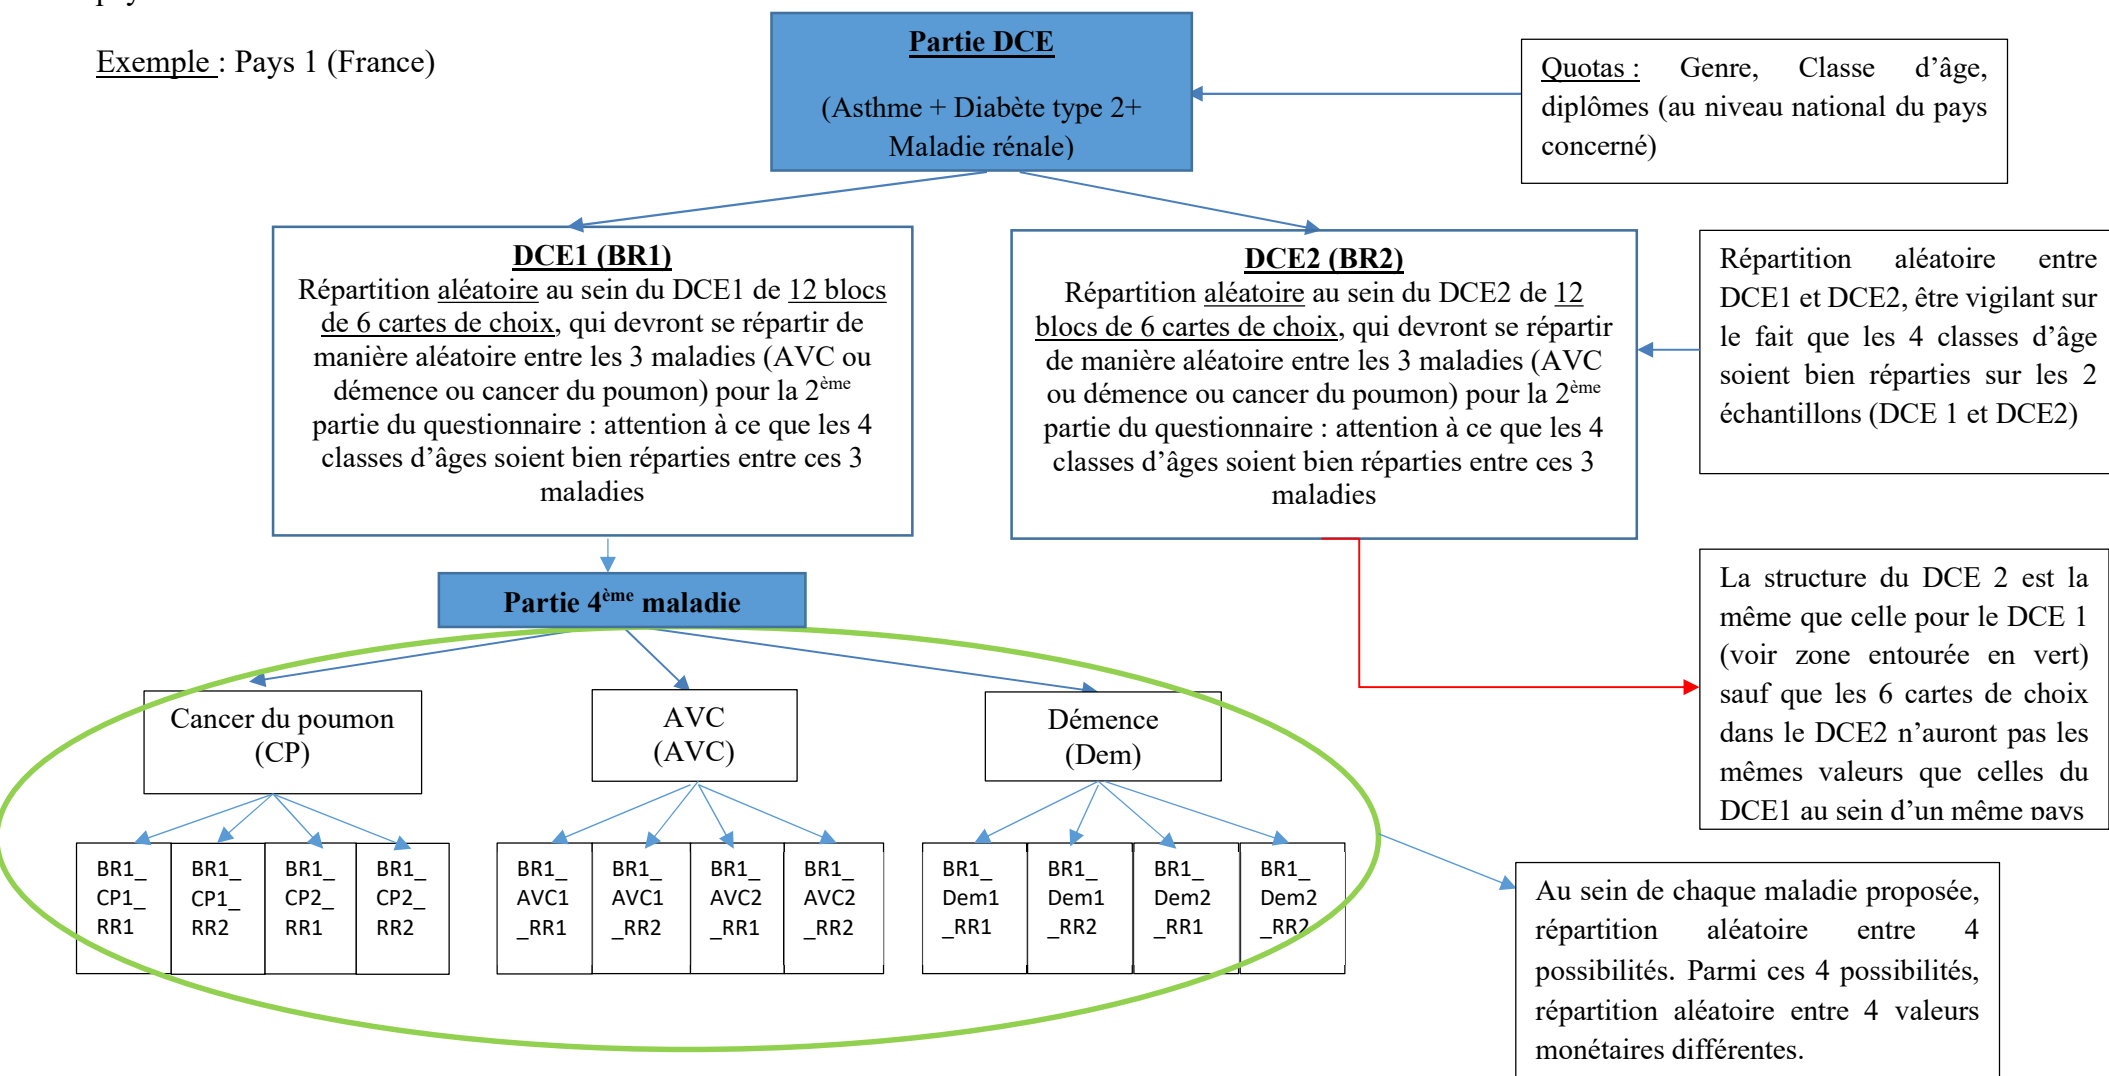 Exemple : Pays 1 (France)
Partie DCE
(Asthme + Diabète type 2+
Maladie rénale)
Quotas : Genre, Classe d’âge,
diplômes (au niveau national du pays
concerné)
DCE1 (BR1)
Répartition aléatoire au sein du DCE1 de 12 blocs
de 6 cartes de choix, qui devront se répartir de
manière aléatoire entre les 3 maladies (AVC ou
démence ou cancer du poumon) pour la 2ème
partie du questionnaire : attention à ce que les 4
classes d’âges soient bien réparties entre ces 3
maladies
DCE2 (BR2)
Répartition aléatoire au sein du DCE2 de 12
blocs de 6 cartes de choix, qui devront se répartir
de manière aléatoire entre les 3 maladies (AVC
ou démence ou cancer du poumon) pour la 2ème
partie du questionnaire : attention à ce que les 4
classes d’âges soient bien réparties entre ces 3
maladies
Répartition aléatoire entre
DCE1 et DCE2, être vigilant sur
le fait que les 4 classes d’âge
soient bien réparties sur les 2
échantillons (DCE 1 et DCE2)
La structure du DCE 2 est la
même que celle pour le DCE 1
(voir zone entourée en vert)
sauf que les 6 cartes de choix
dans le DCE2 n’auront pas les
mêmes valeurs que celles du
DCE1 au sein d’un même pays
Partie 4ème maladie
Cancer du poumon
(CP)
AVC
(AVC)
Démence
(Dem)
BR1_
CP1_
RR1
BR1_
CP1_
RR2
BR1_
CP2_
RR1
BR1_
CP2_
RR2
BR1_
AVC1
_RR1
BR1_
AVC1
_RR2
BR1_
AVC2
_RR1
BR1_
AVC2
_RR2
BR1_
Dem1
_RR1
BR1_
Dem1
_RR2
BR1_
Dem2
_RR1
BR1_
Dem2
_RR2
Au sein de chaque maladie proposée,
répartition aléatoire entre 4
possibilités. Parmi ces 4 possibilités,
répartition aléatoire entre 4 valeurs
monétaires différentes.